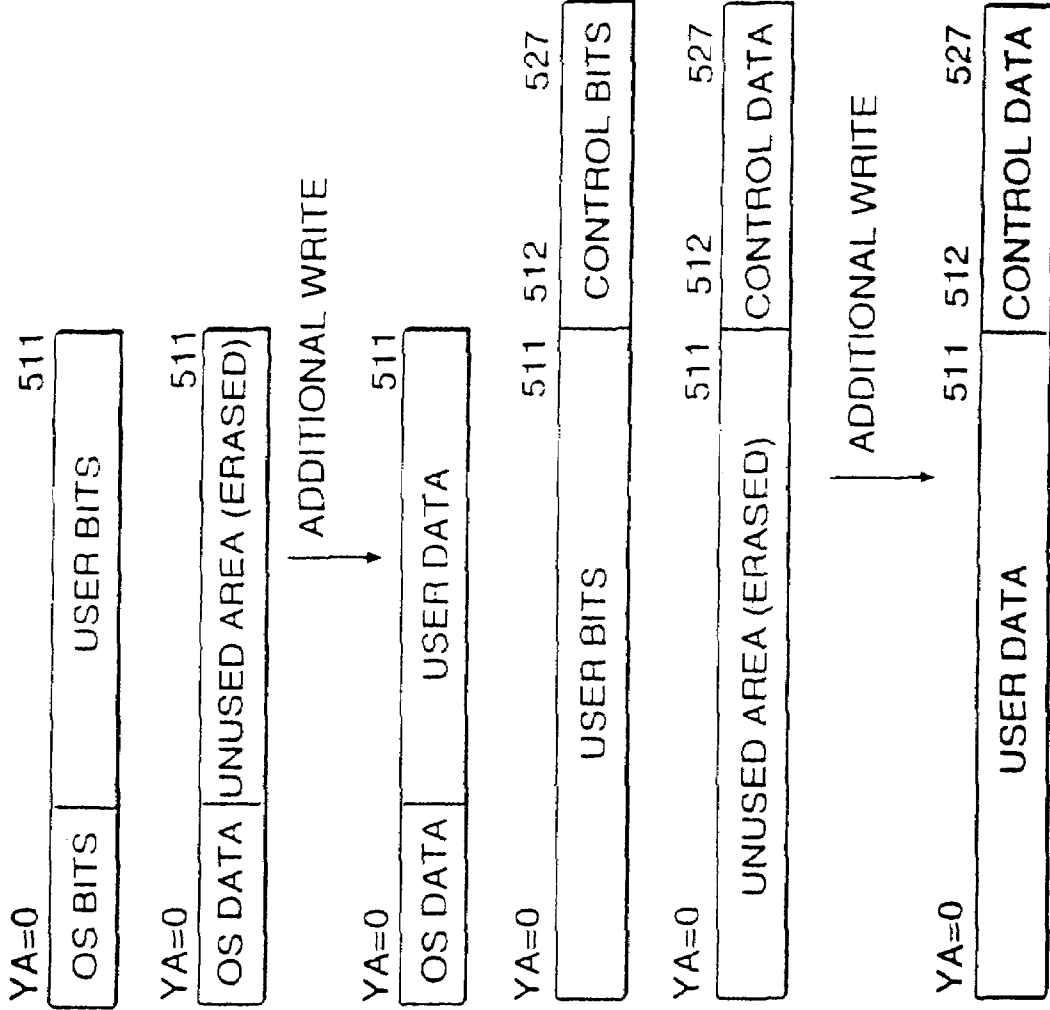 YA=0 511
OS BITS USER BITS
YA=0 511
OS DATA UNUSED AREA (ERASED)
ADDITIONAL WRITE
YA=0 511
OS DATA USER DATA
YA=0 511 512 527
USER BITS CONTROL BITS
YA=0 511 512 527
UNUSED AREA (ERASED) CONTROL DATA
ADDITIONAL WRITE
YA=0 511 512 527
USER DATA CONTROL DATA